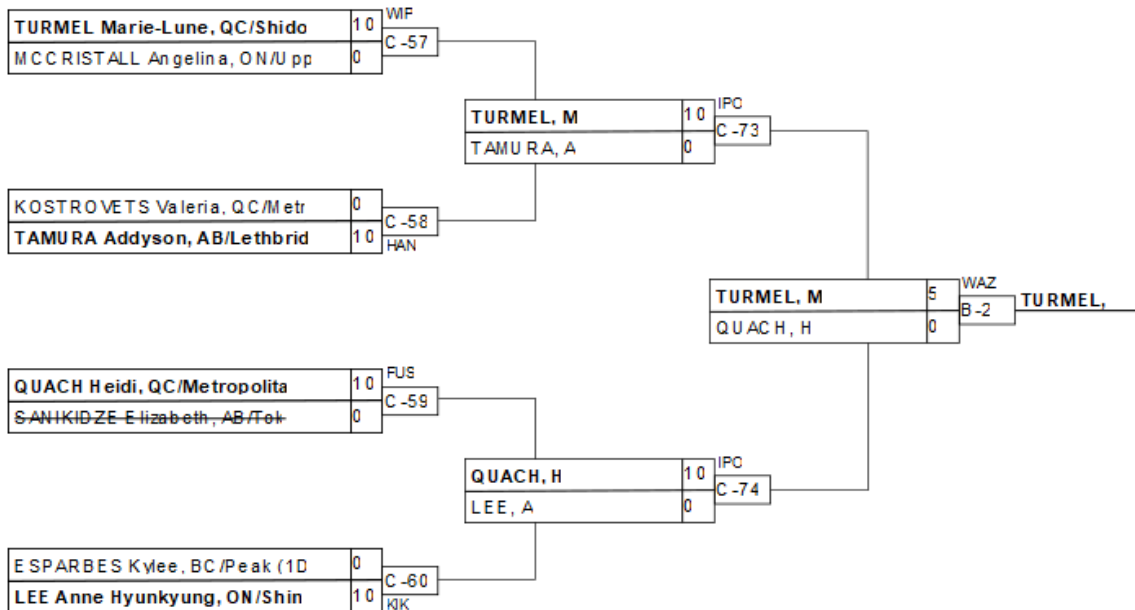 TURMEL Marie-Lune, QC/Shido 10 WIF
C-57
MCCRISTALL Angelina, ON/Upp 0
TURMEL, M 10 IPO
C-73
TAMURA, A 0
KOSTROVETS Valeria, QC/Metr 0
C-58
TAMURA Addyson, AB/Lethbrid 10 HAN
TURMEL, M 5 WAZ
B-2 TURMEL,
QUACH, H 0
QUACH Heidi, QC/Metropolita 10 FUS
C-59
SANIKIDZE Elizabeth, AB/Tok 0
QUACH, H 10 IPO
C-74
LEE, A 0
ESPARBES Kylee, BC/Peak (1D 0
C-60
LEE Anne Hyunkyung, ON/Shin 10 KIK